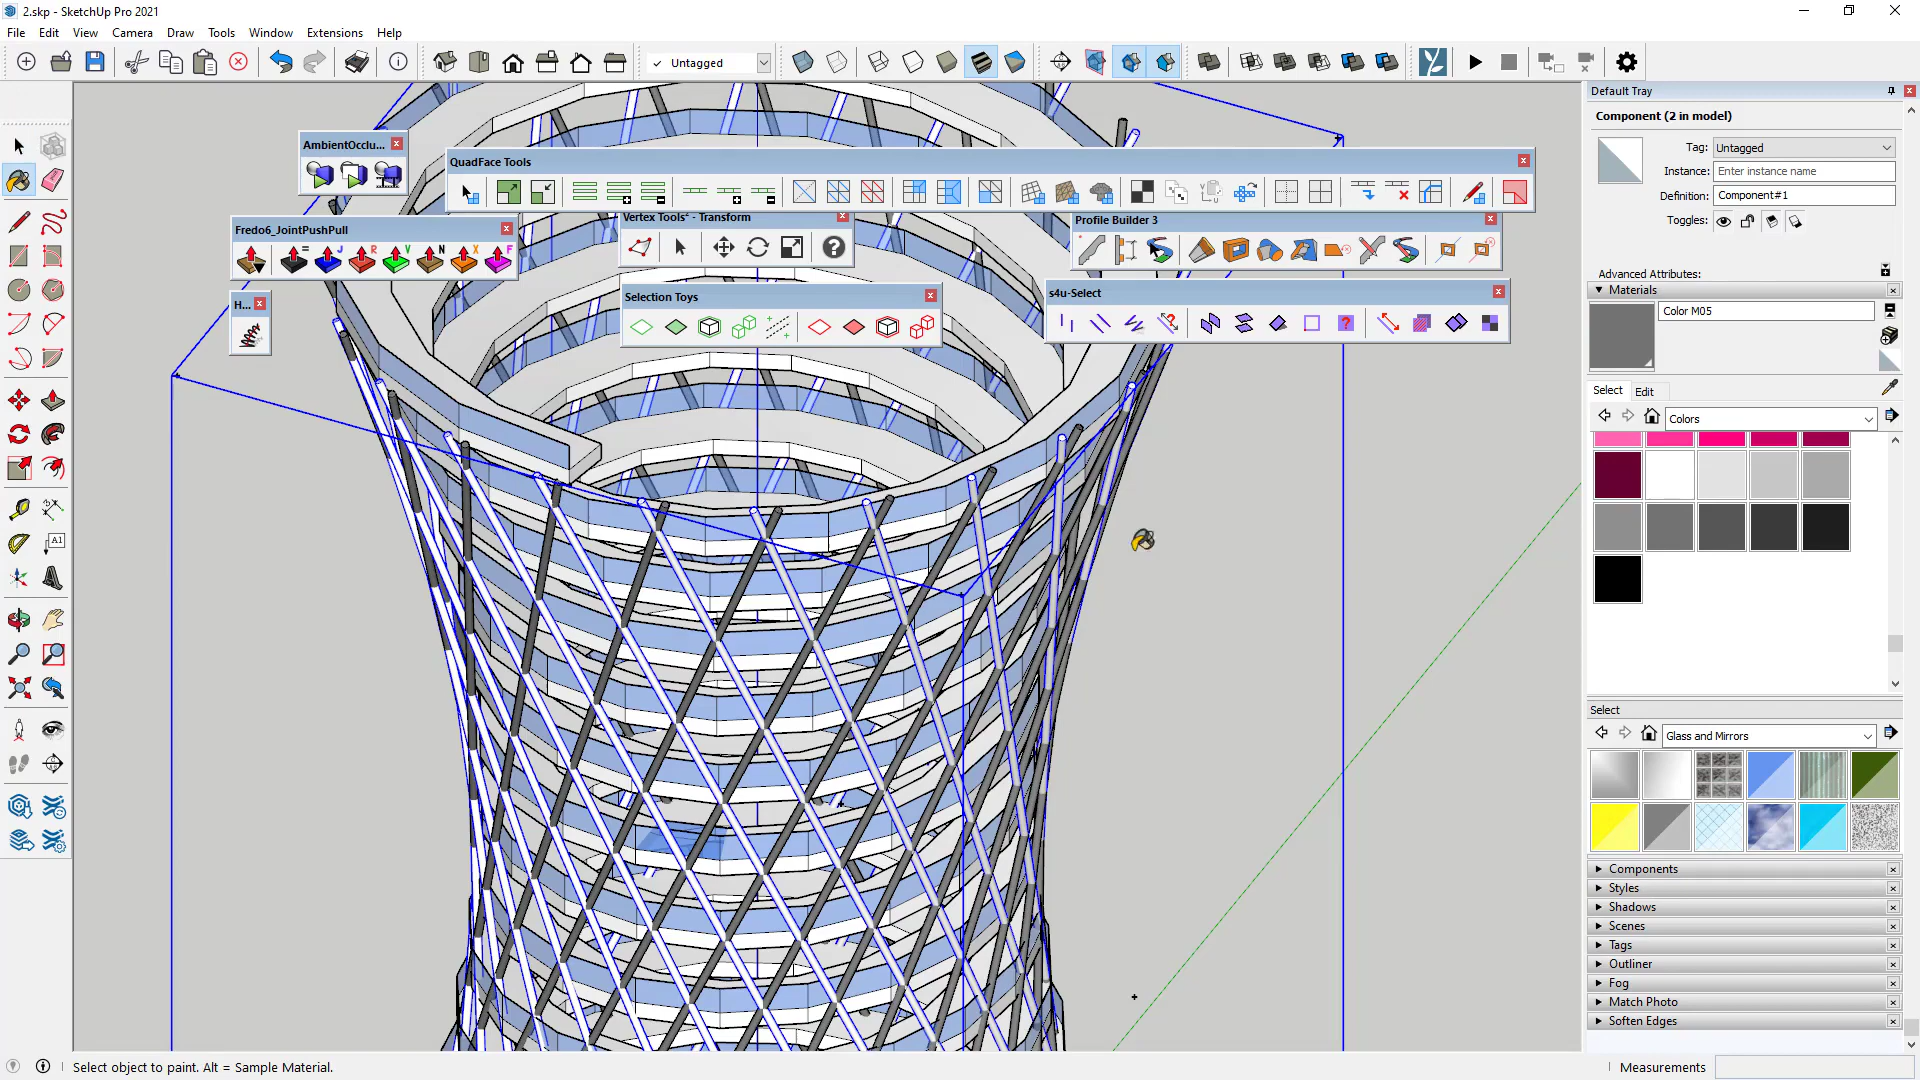 2.skp - SketchUp Pro 2021
File Edit View Camera Draw Tools Window Extensions Help
✓ Untagged
Default Tray
Component (2 in model)
Tag: Untagged
Instance: Enter instance name
Definition: Component#1
Toggles:
Advanced Attributes:
Materials
Color M05
Select Edit
Colors
Select
Glass and Mirrors
Components
Styles
Shadows
Scenes
Tags
Outliner
Fog
Match Photo
Soften Edges
AmbientOcclu...
QuadFace Tools
Fredo6_JointPushPull
= J R V N X F
Vertex Tools² - Transform
Profile Builder 3
H...
Selection Toys
s4u-Select
A1
Select object to paint. Alt = Sample Material.
Measurements